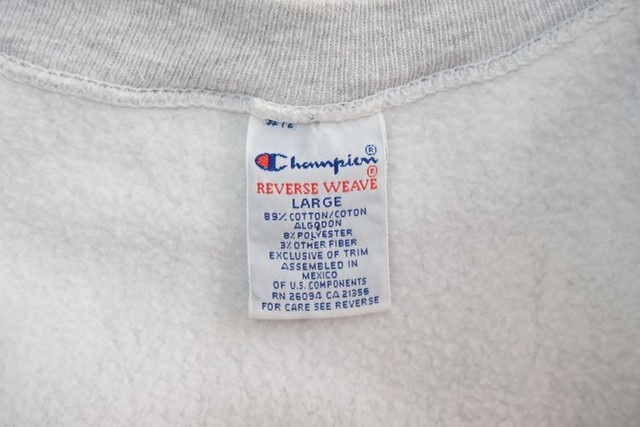 Champion®
®
REVERSE WEAVE
LARGE
89% COTTON/COTON
ALGODON
8% POLYESTER
3% OTHER FIBER
EXCLUSIVE OF TRIM
ASSEMBLED IN
MEXICO
OF U.S. COMPONENTS
RN 26094 CA 21356
FOR CARE SEE REVERSE